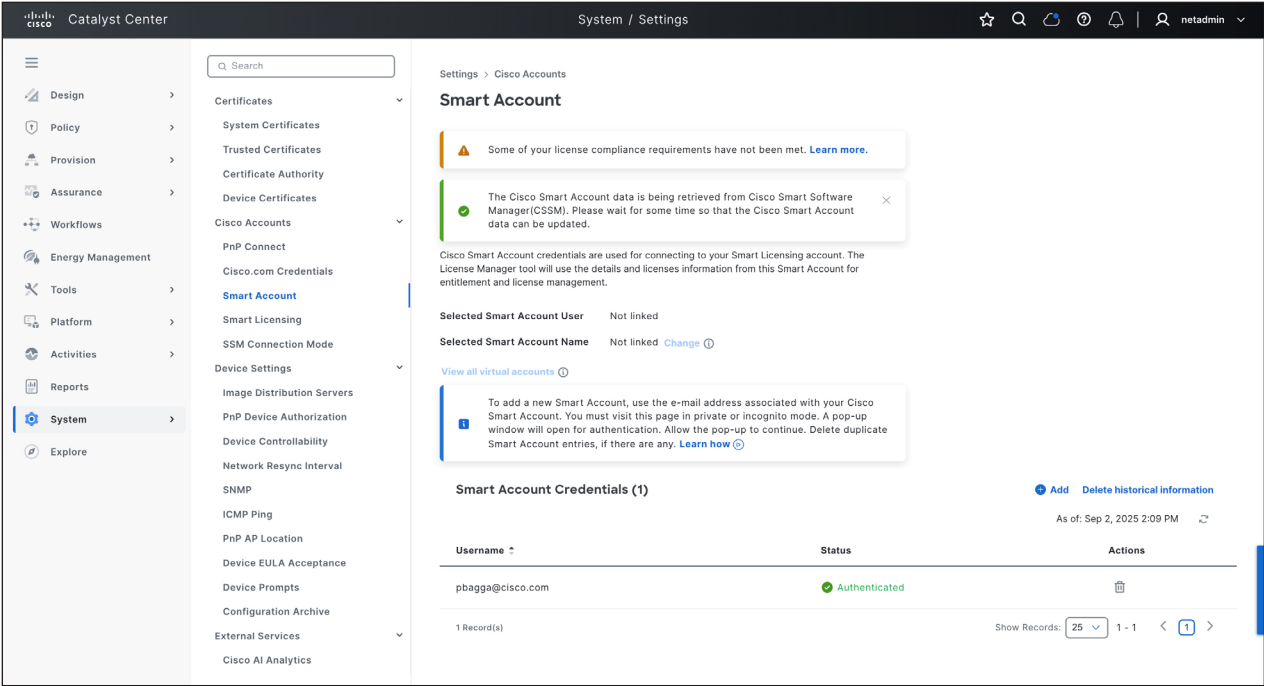 CISCO Catalyst Center
System / Settings
netadmin
Design
Policy
Provision
Assurance
Workflows
Energy Management
Tools
Platform
Activities
Reports
System
Explore
Search
Certificates
System Certificates
Trusted Certificates
Certificate Authority
Device Certificates
Cisco Accounts
PnP Connect
Cisco.com Credentials
Smart Account
Smart Licensing
SSM Connection Mode
Device Settings
Image Distribution Servers
PnP Device Authorization
Device Controllability
Network Resync Interval
SNMP
ICMP Ping
PnP AP Location
Device EULA Acceptance
Device Prompts
Configuration Archive
External Services
Cisco AI Analytics
Settings > Cisco Accounts
Smart Account
Some of your license compliance requirements have not been met. Learn more.
The Cisco Smart Account data is being retrieved from Cisco Smart Software
Manager(CSSM). Please wait for some time so that the Cisco Smart Account
data can be updated.
Cisco Smart Account credentials are used for connecting to your Smart Licensing account. The
License Manager tool will use the details and licenses information from this Smart Account for
entitlement and license management.
Selected Smart Account User Not linked
Selected Smart Account Name Not linked Change
View all virtual accounts
To add a new Smart Account, use the e-mail address associated with your Cisco
Smart Account. You must visit this page in private or incognito mode. A pop-up
window will open for authentication. Allow the pop-up to continue. Delete duplicate
Smart Account entries, if there are any. Learn how
Smart Account Credentials (1)
Add Delete historical information
As of: Sep 2, 2025 2:09 PM
Username Status Actions
pbagga@cisco.com Authenticated
1 Record(s)
Show Records: 25 1 - 1 < 1 >